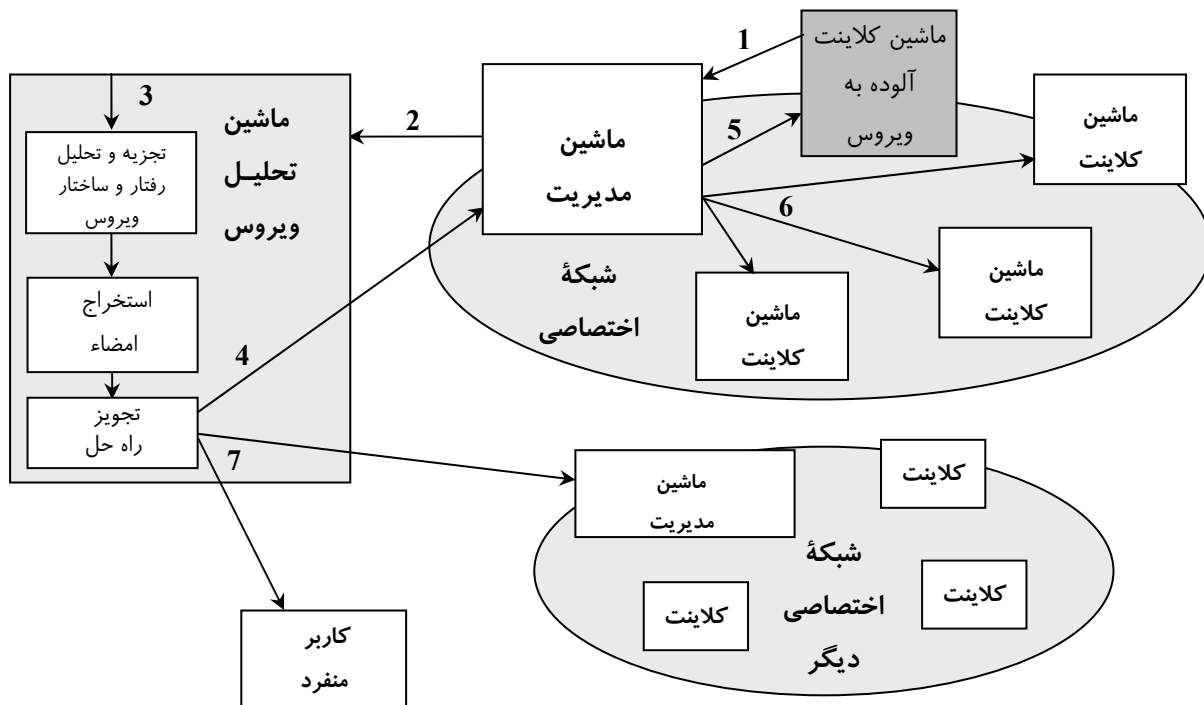 ماشین کلاینت
آلوده به
ویروس
1
ماشین
مدیریت
5
ماشین
کلاینت
6
ماشین
کلاینت
ماشین
کلاینت
شبکۀ
اختصاصی
2
3
ماشین
تحلیـل
ویروس
تجزیه و تحلیل
رفتار و ساختار
ویروس
استخراج
امضاء
تجویز
راه حل
4
7
کاربر
منفرد
ماشین
مدیریت
کلاینت
شبکۀ
اختصاصی
دیگر
کلاینت
کلاینت